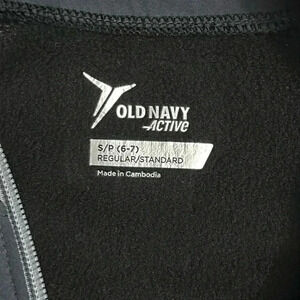 OLD NAVY
ACTIVE
S/P (6-7)
REGULAR/STANDARD
Made in Cambodia